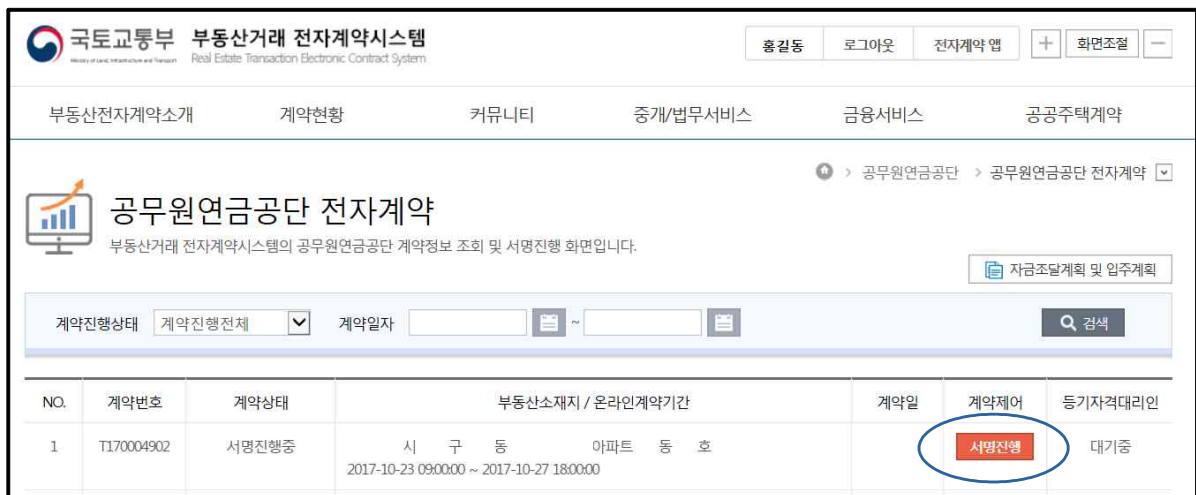 국토교통부 부동산거래 전자계약시스템
Ministry of Land, Infrastructure and Transport Real Estate Transaction Electronic Contract System
홍길동 로그아웃 전자계약 앱 + 화면조절 −
부동산전자계약소개 계약현황 커뮤니티 중개/법무서비스 금융서비스 공공주택계약
> 공무원연금공단 > 공무원연금공단 전자계약
공무원연금공단 전자계약
부동산거래 전자계약시스템의 공무원연금공단 계약정보 조회 및 서명진행 화면입니다.
자금조달계획 및 입주계획
계약진행상태 계약진행전체 계약일자 ~ 검색
NO. 계약번호 계약상태 부동산소재지 / 온라인계약기간 계약일 계약제어 등기자격대리인
1 T170004902 서명진행중 시 구 동 아파트 동 호 서명진행 대기중
2017-10-23 09:00:00 ~ 2017-10-27 18:00:00